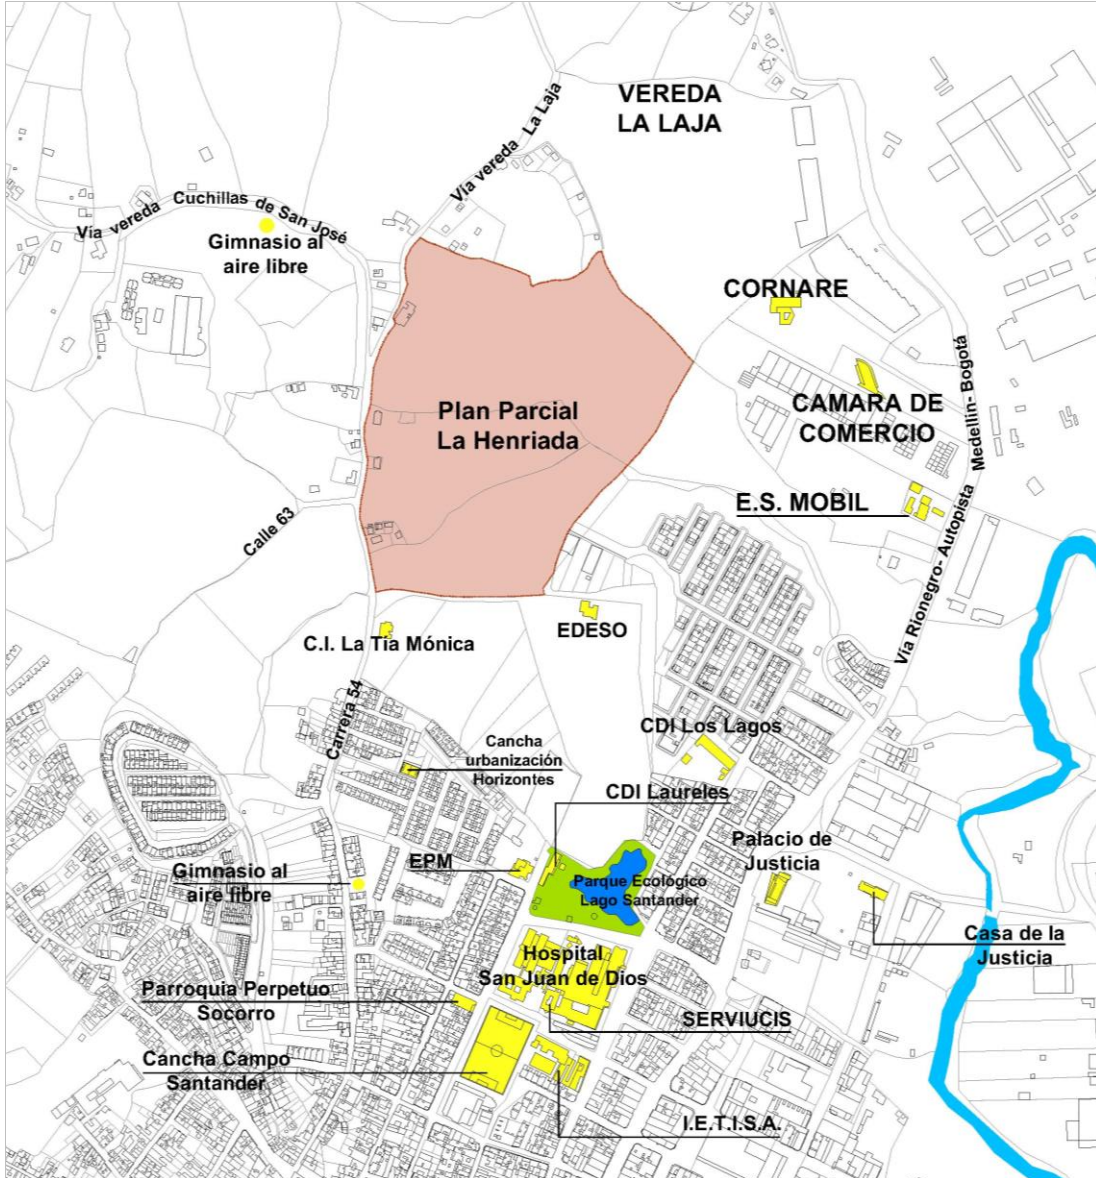 VEREDA
LA LAJA
Vía vereda La Laja
Vía vereda Cuchillas de San José
Gimnasio al
aire libre
CORNARE
Plan Parcial
La Henriada
CAMARA DE
COMERCIO
E.S. MOBIL
Vía Rionegro- Autopista Medellin- Bogotá
Calle 63
C.I. La Tía Mónica
EDESO
Carrera 54
CDI Los Lagos
Cancha
urbanización
Horizontes
CDI Laureles
Palacio de
Justicia
EPM
Gimnasio al
aire libre
Parque Ecológico
Lago Santander
Casa de la
Justicia
Hospital
San Juan de Dios
Parroquia Perpetuo
Socorro
SERVIUCIS
Cancha Campo
Santander
I.E.T.I.S.A.